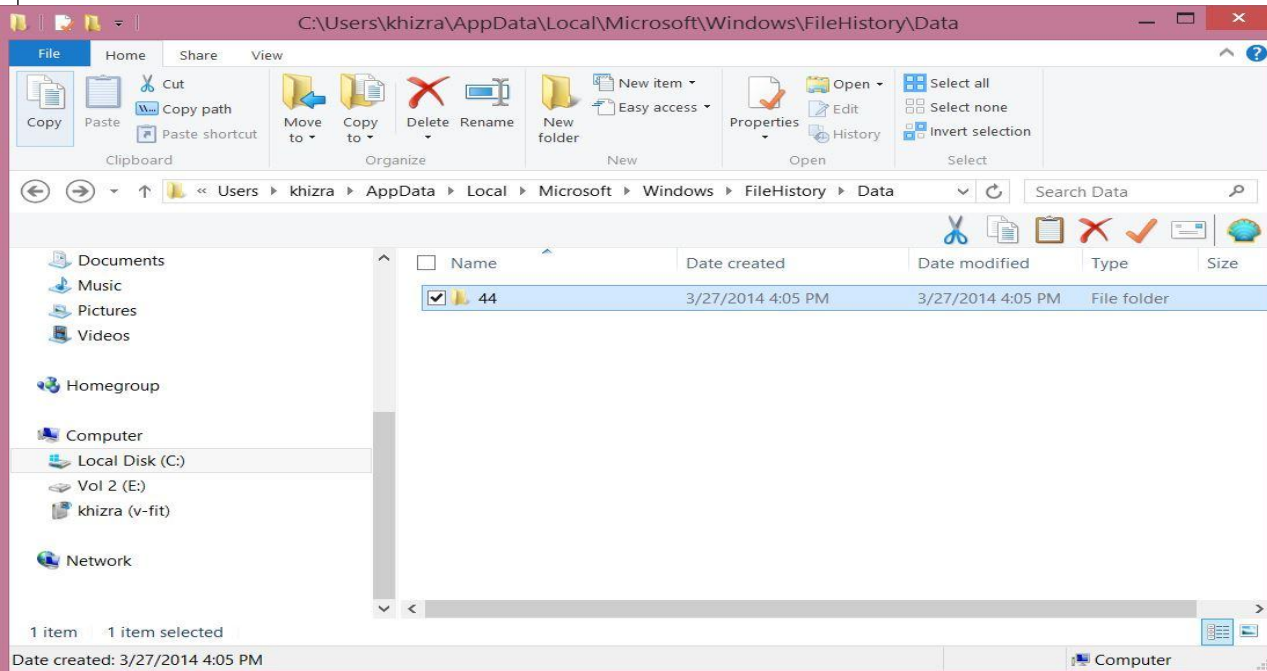 C:\Users\khizra\AppData\Local\Microsoft\Windows\FileHistory\Data
File Home Share View
Copy
Paste
Cut
Copy path
Paste shortcut
Clipboard
Move to
Copy to
Delete
Rename
Organize
New folder
New item
Easy access
New
Properties
Open
Edit
History
Open
Select all
Select none
Invert selection
Select
« Users khizra AppData Local Microsoft Windows FileHistory Data
Search Data
Documents
Music
Pictures
Videos
Homegroup
Computer
Local Disk (C:)
Vol 2 (E:)
khizra (v-fit)
Network
Name Date created Date modified Type Size
44 3/27/2014 4:05 PM 3/27/2014 4:05 PM File folder
1 item 1 item selected
Date created: 3/27/2014 4:05 PM Computer